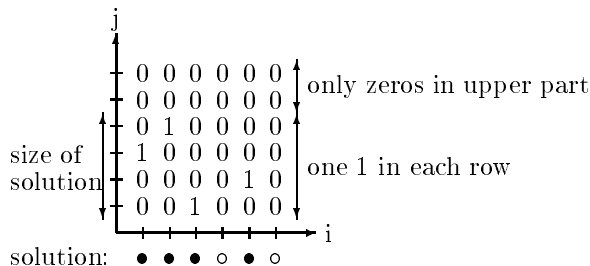 j
0 0 0 0 0 0
0 0 0 0 0 0
only zeros in upper part
0 1 0 0 0 0
1 0 0 0 0 0
0 0 0 0 1 0
0 0 1 0 0 0
size of
solution
one 1 in each row
i
solution: